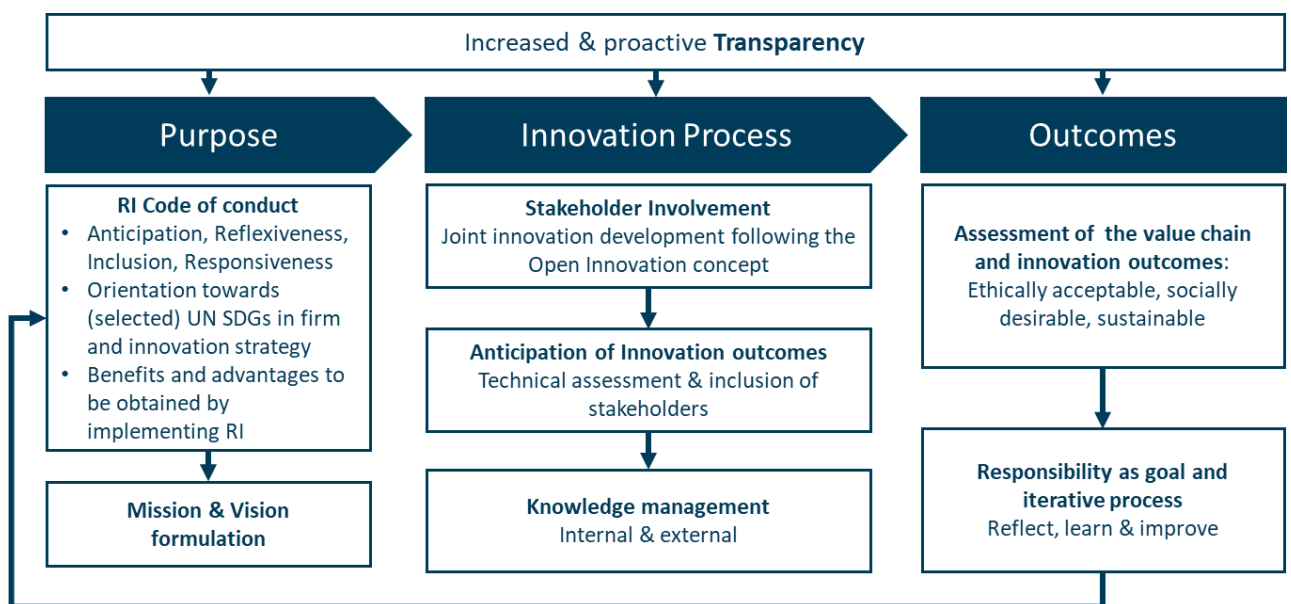 Increased & proactive Transparency
Purpose
Innovation Process
Outcomes
RI Code of conduct
• Anticipation, Reflexiveness,
Inclusion, Responsiveness
• Orientation towards
(selected) UN SDGs in firm
and innovation strategy
• Benefits and advantages to
be obtained by
implementing RI
Mission & Vision
formulation
Stakeholder Involvement
Joint innovation development following the
Open Innovation concept
Anticipation of Innovation outcomes
Technical assessment & inclusion of
stakeholders
Knowledge management
Internal & external
Assessment of the value chain
and innovation outcomes:
Ethically acceptable, socially
desirable, sustainable
Responsibility as goal and
iterative process
Reflect, learn & improve